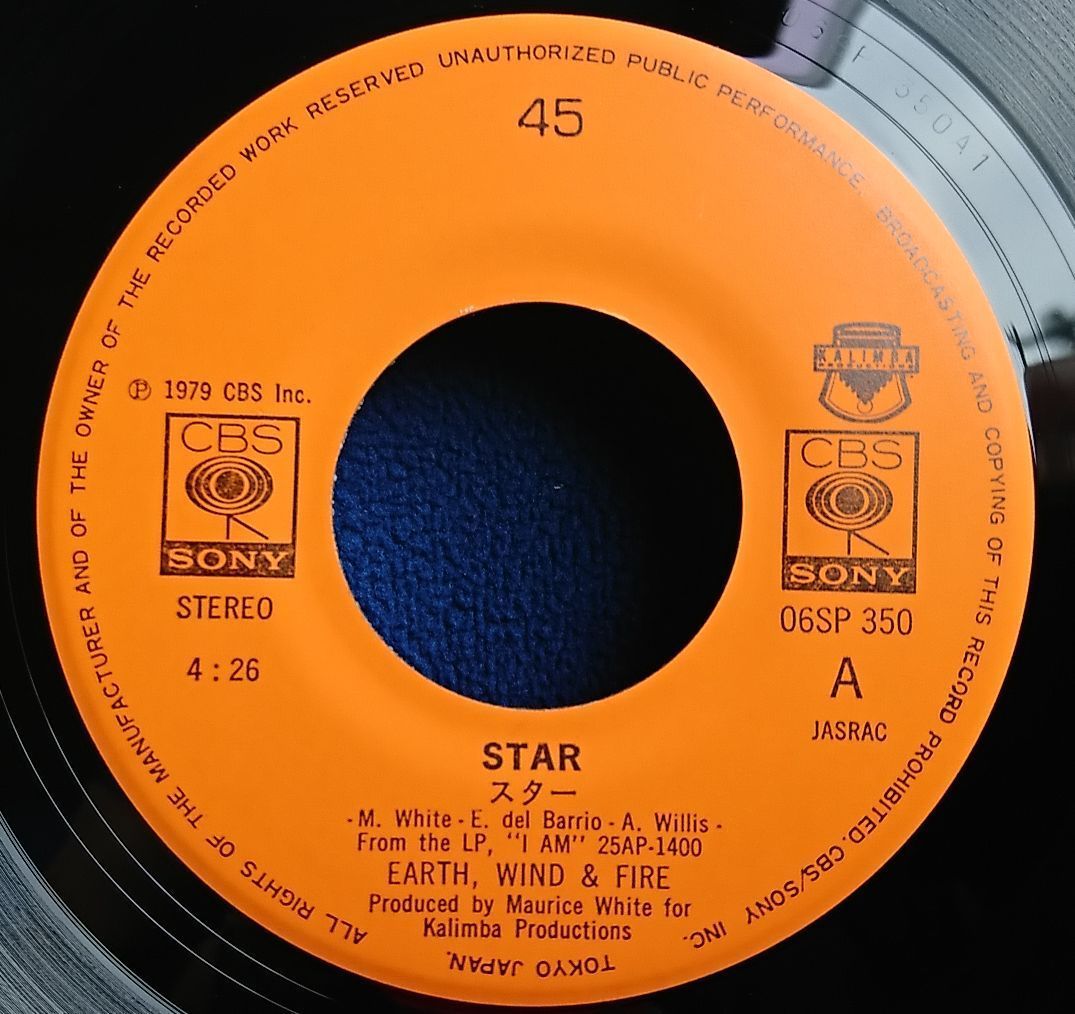 ALL RIGHTS OF THE MANUFACTURER AND OF THE OWNER OF THE RECORDED WORK RESERVED UNAUTHORIZED PUBLIC PERFORMANCE. BROADCASTING AND COPYING OF THIS RECORD PROHIBITED. CBS/SONY INC. TOKYO JAPAN.
45
KALIMBA
PRODUCTIONS
℗ 1979 CBS Inc.
CBS
SONY
STEREO
4:26
CBS
SONY
06SP 350
A
JASRAC
STAR
スター
- M. White - E. del Barrio - A. Willis -
From the LP, "I AM" 25AP-1400
EARTH, WIND & FIRE
Produced by Maurice White for
Kalimba Productions